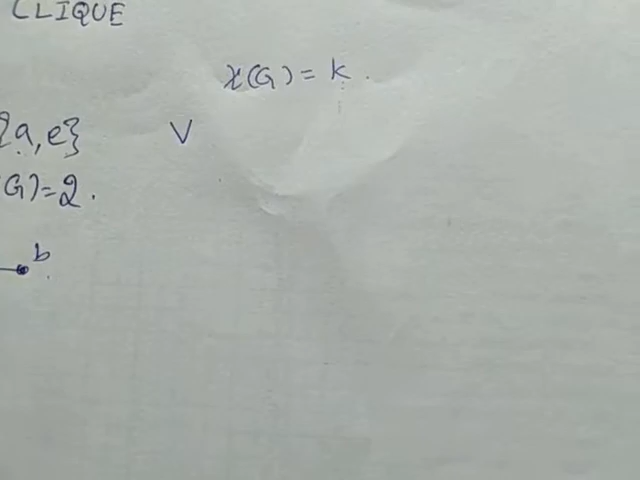 CLIQUE
χ(G) = k.
{a, e} V
G) = 2.
b